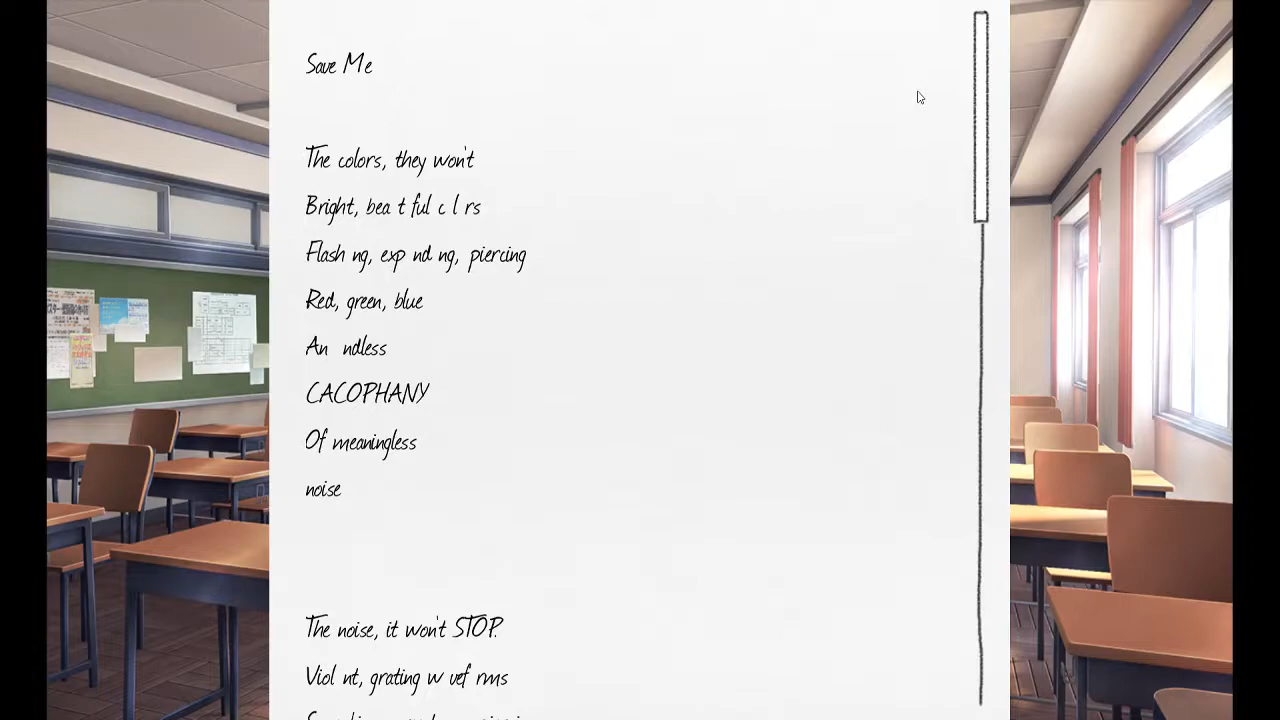 Save Me
The colors, they won't
Bright, bea t ful c l rs
Flash ng, exp nd ng, piercing
Red, green, blue
An ndless
CACOPHANY
Of meaningless
noise
The noise, it won't STOP.
Viol nt, grating w vef rms